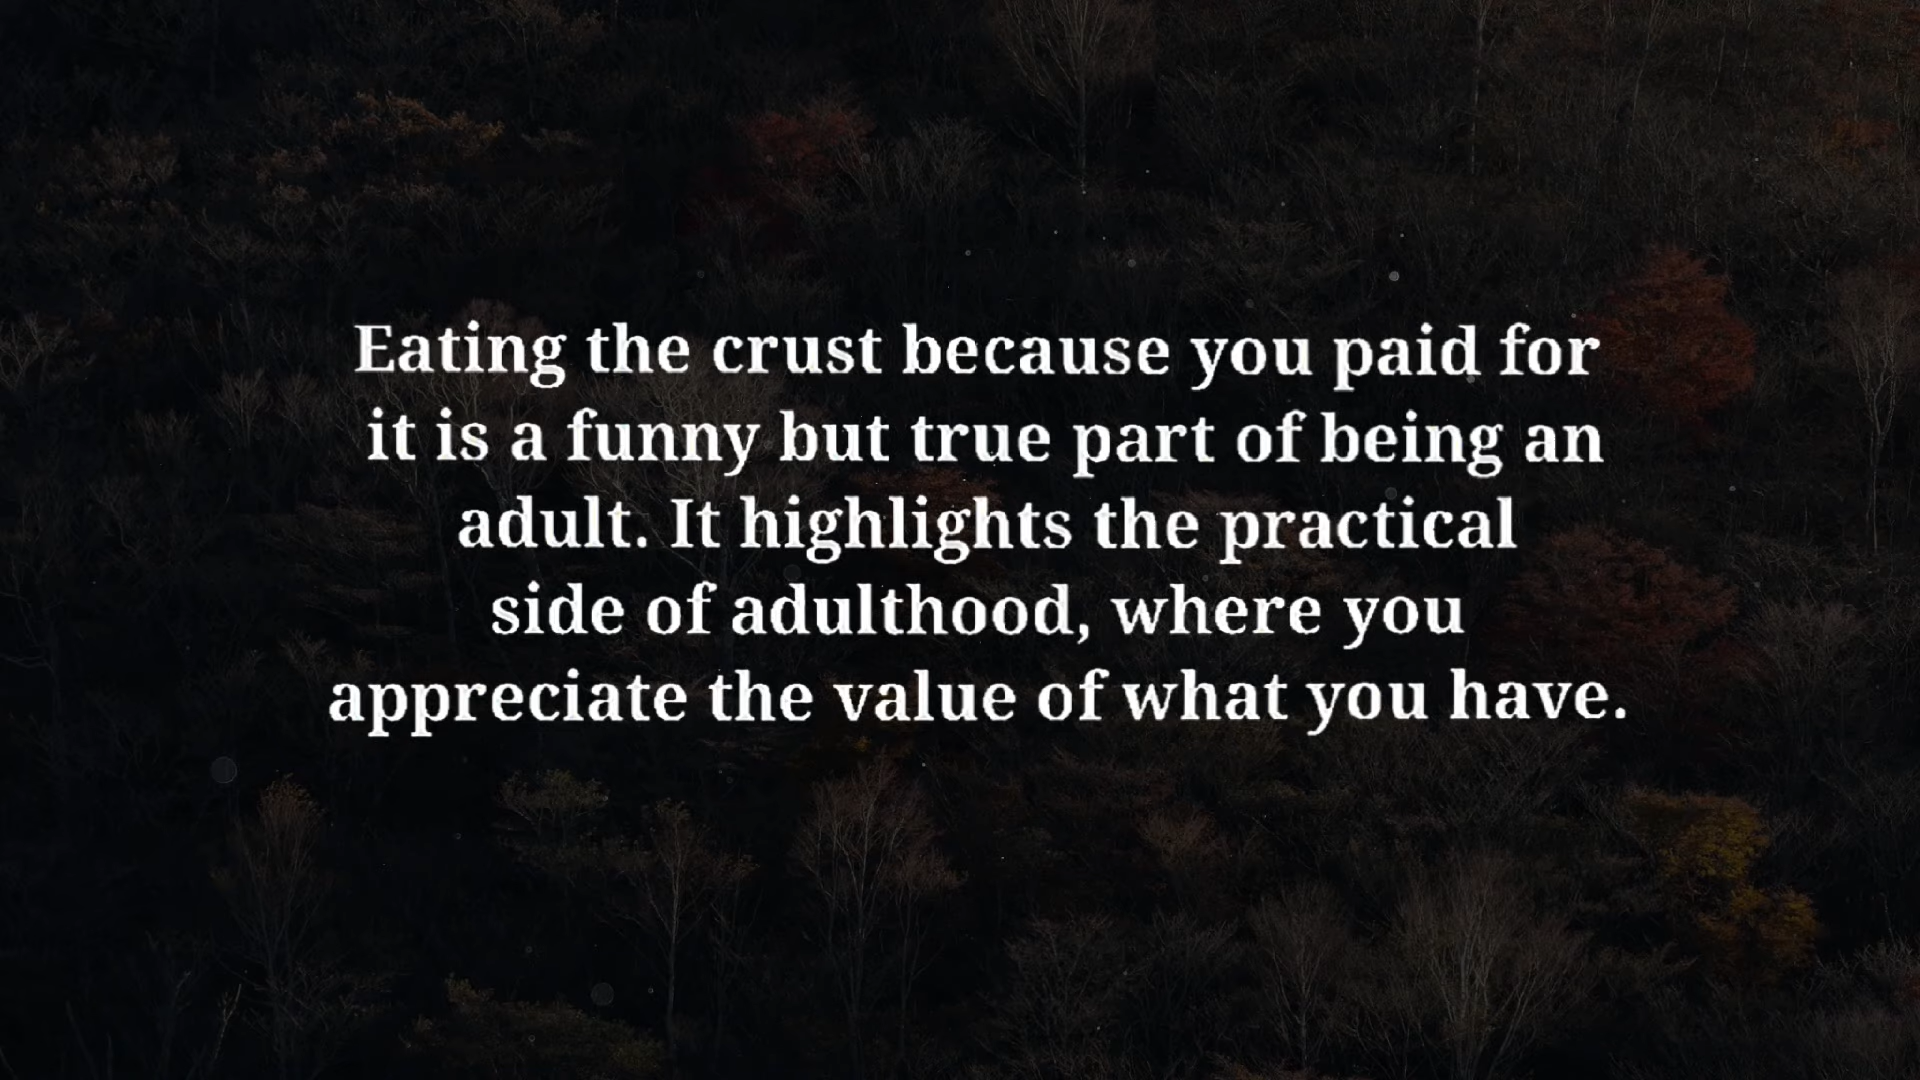 Eating the crust because you paid for
it is a funny but true part of being an
adult. It highlights the practical
side of adulthood, where you
appreciate the value of what you have.